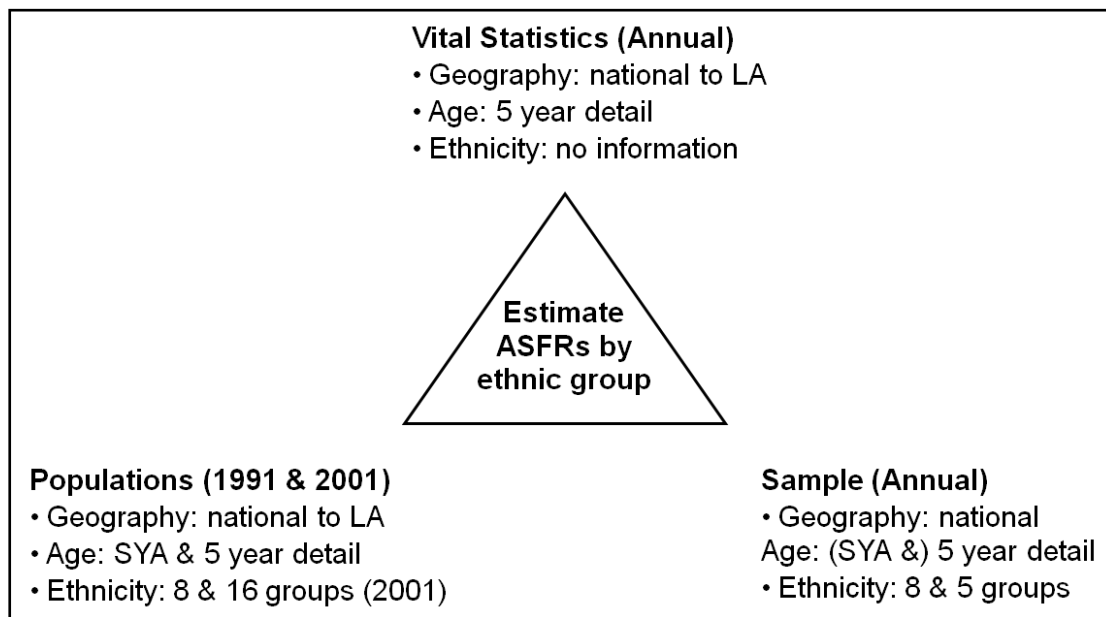 Vital Statistics (Annual)
• Geography: national to LA
• Age: 5 year detail
• Ethnicity: no information
Estimate
ASFRs by
ethnic group
Populations (1991 & 2001)
• Geography: national to LA
• Age: SYA & 5 year detail
• Ethnicity: 8 & 16 groups (2001)
Sample (Annual)
• Geography: national
Age: (SYA &) 5 year detail
• Ethnicity: 8 & 5 groups